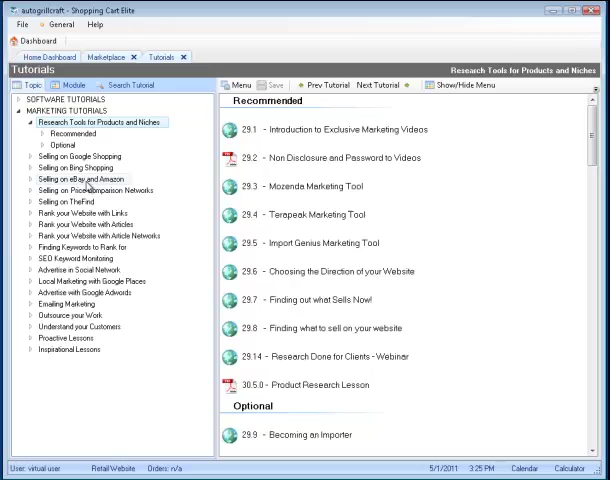 autogrillcraft - Shopping Cart Elite
File General Help
Dashboard
Home Dashboard Marketplace Tutorials
Tutorials Research Tools for Products and Niches
Topic Module Search Tutorial Menu Save Prev Tutorial Next Tutorial Show/Hide Menu
SOFTWARE TUTORIALS
MARKETING TUTORIALS
Research Tools for Products and Niches
Recommended
Optional
Selling on Google Shopping
Selling on Bing Shopping
Selling on eBay and Amazon
Selling on Price Comparison Networks
Selling on TheFind
Rank your Website with Links
Rank your Website with Articles
Rank your Website with Article Networks
Finding Keywords to Rank for
SEO Keyword Monitoring
Advertise in Social Network
Local Marketing with Google Places
Advertise with Google Adwords
Emailing Marketing
Outsource your Work
Understand your Customers
Proactive Lessons
Inspirational Lessons
Recommended
29.1 - Introduction to Exclusive Marketing Videos
29.2 - Non Disclosure and Password to Videos
29.3 - Mozenda Marketing Tool
29.4 - Terapeak Marketing Tool
29.5 - Import Genius Marketing Tool
29.6 - Choosing the Direction of your Website
29.7 - Finding out what Sells Now!
29.8 - Finding what to sell on your website
29.14 - Research Done for Clients - Webinar
30.5.0 - Product Research Lesson
Optional
29.9 - Becoming an Importer
User: virtual user Retail Website Orders: n/a 5/1/2011 3:25 PM Calendar Calculator